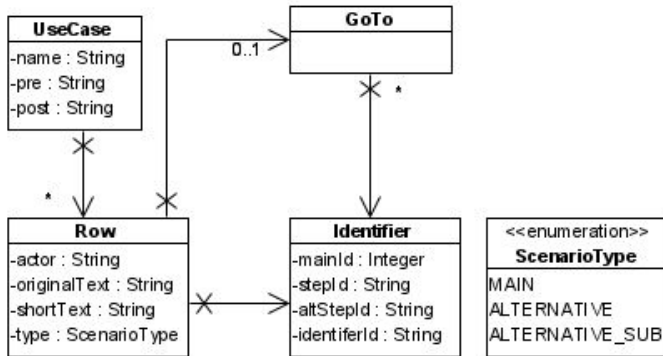 UseCase
-name : String
-pre : String
-post : String
GoTo
0..1
*
*
Row
-actor : String
-originalText : String
-shortText : String
-type : ScenarioType
Identifier
-mainId : Integer
-stepId : String
-altStepId : String
-identiferId : String
<<enumeration>>
ScenarioType
MAIN
ALTERNATIVE
ALTERNATIVE_SUB